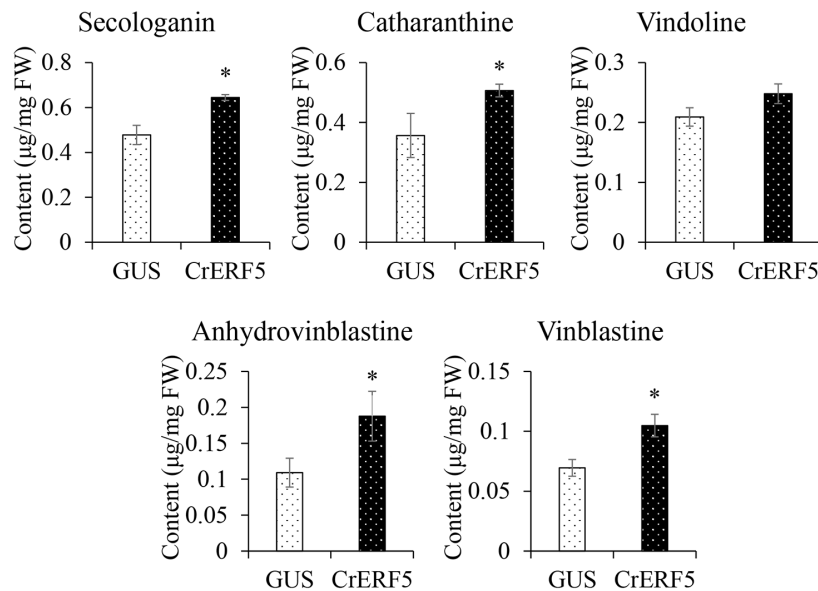 Secologanin
Content (μg/mg FW)
0.8
0.6
0.4
0.2
0
*
GUS CrERF5
Catharanthine
Content (μg/mg FW)
0.6
0.4
0.2
0
*
GUS CrERF5
Vindoline
Content (μg/mg FW)
0.3
0.2
0.1
0
GUS CrERF5
Anhydrovinblastine
Content (μg/mg FW)
0.25
0.2
0.15
0.1
0.05
0
*
GUS CrERF5
Vinblastine
Content (μg/mg FW)
0.15
0.1
0.05
0
*
GUS CrERF5